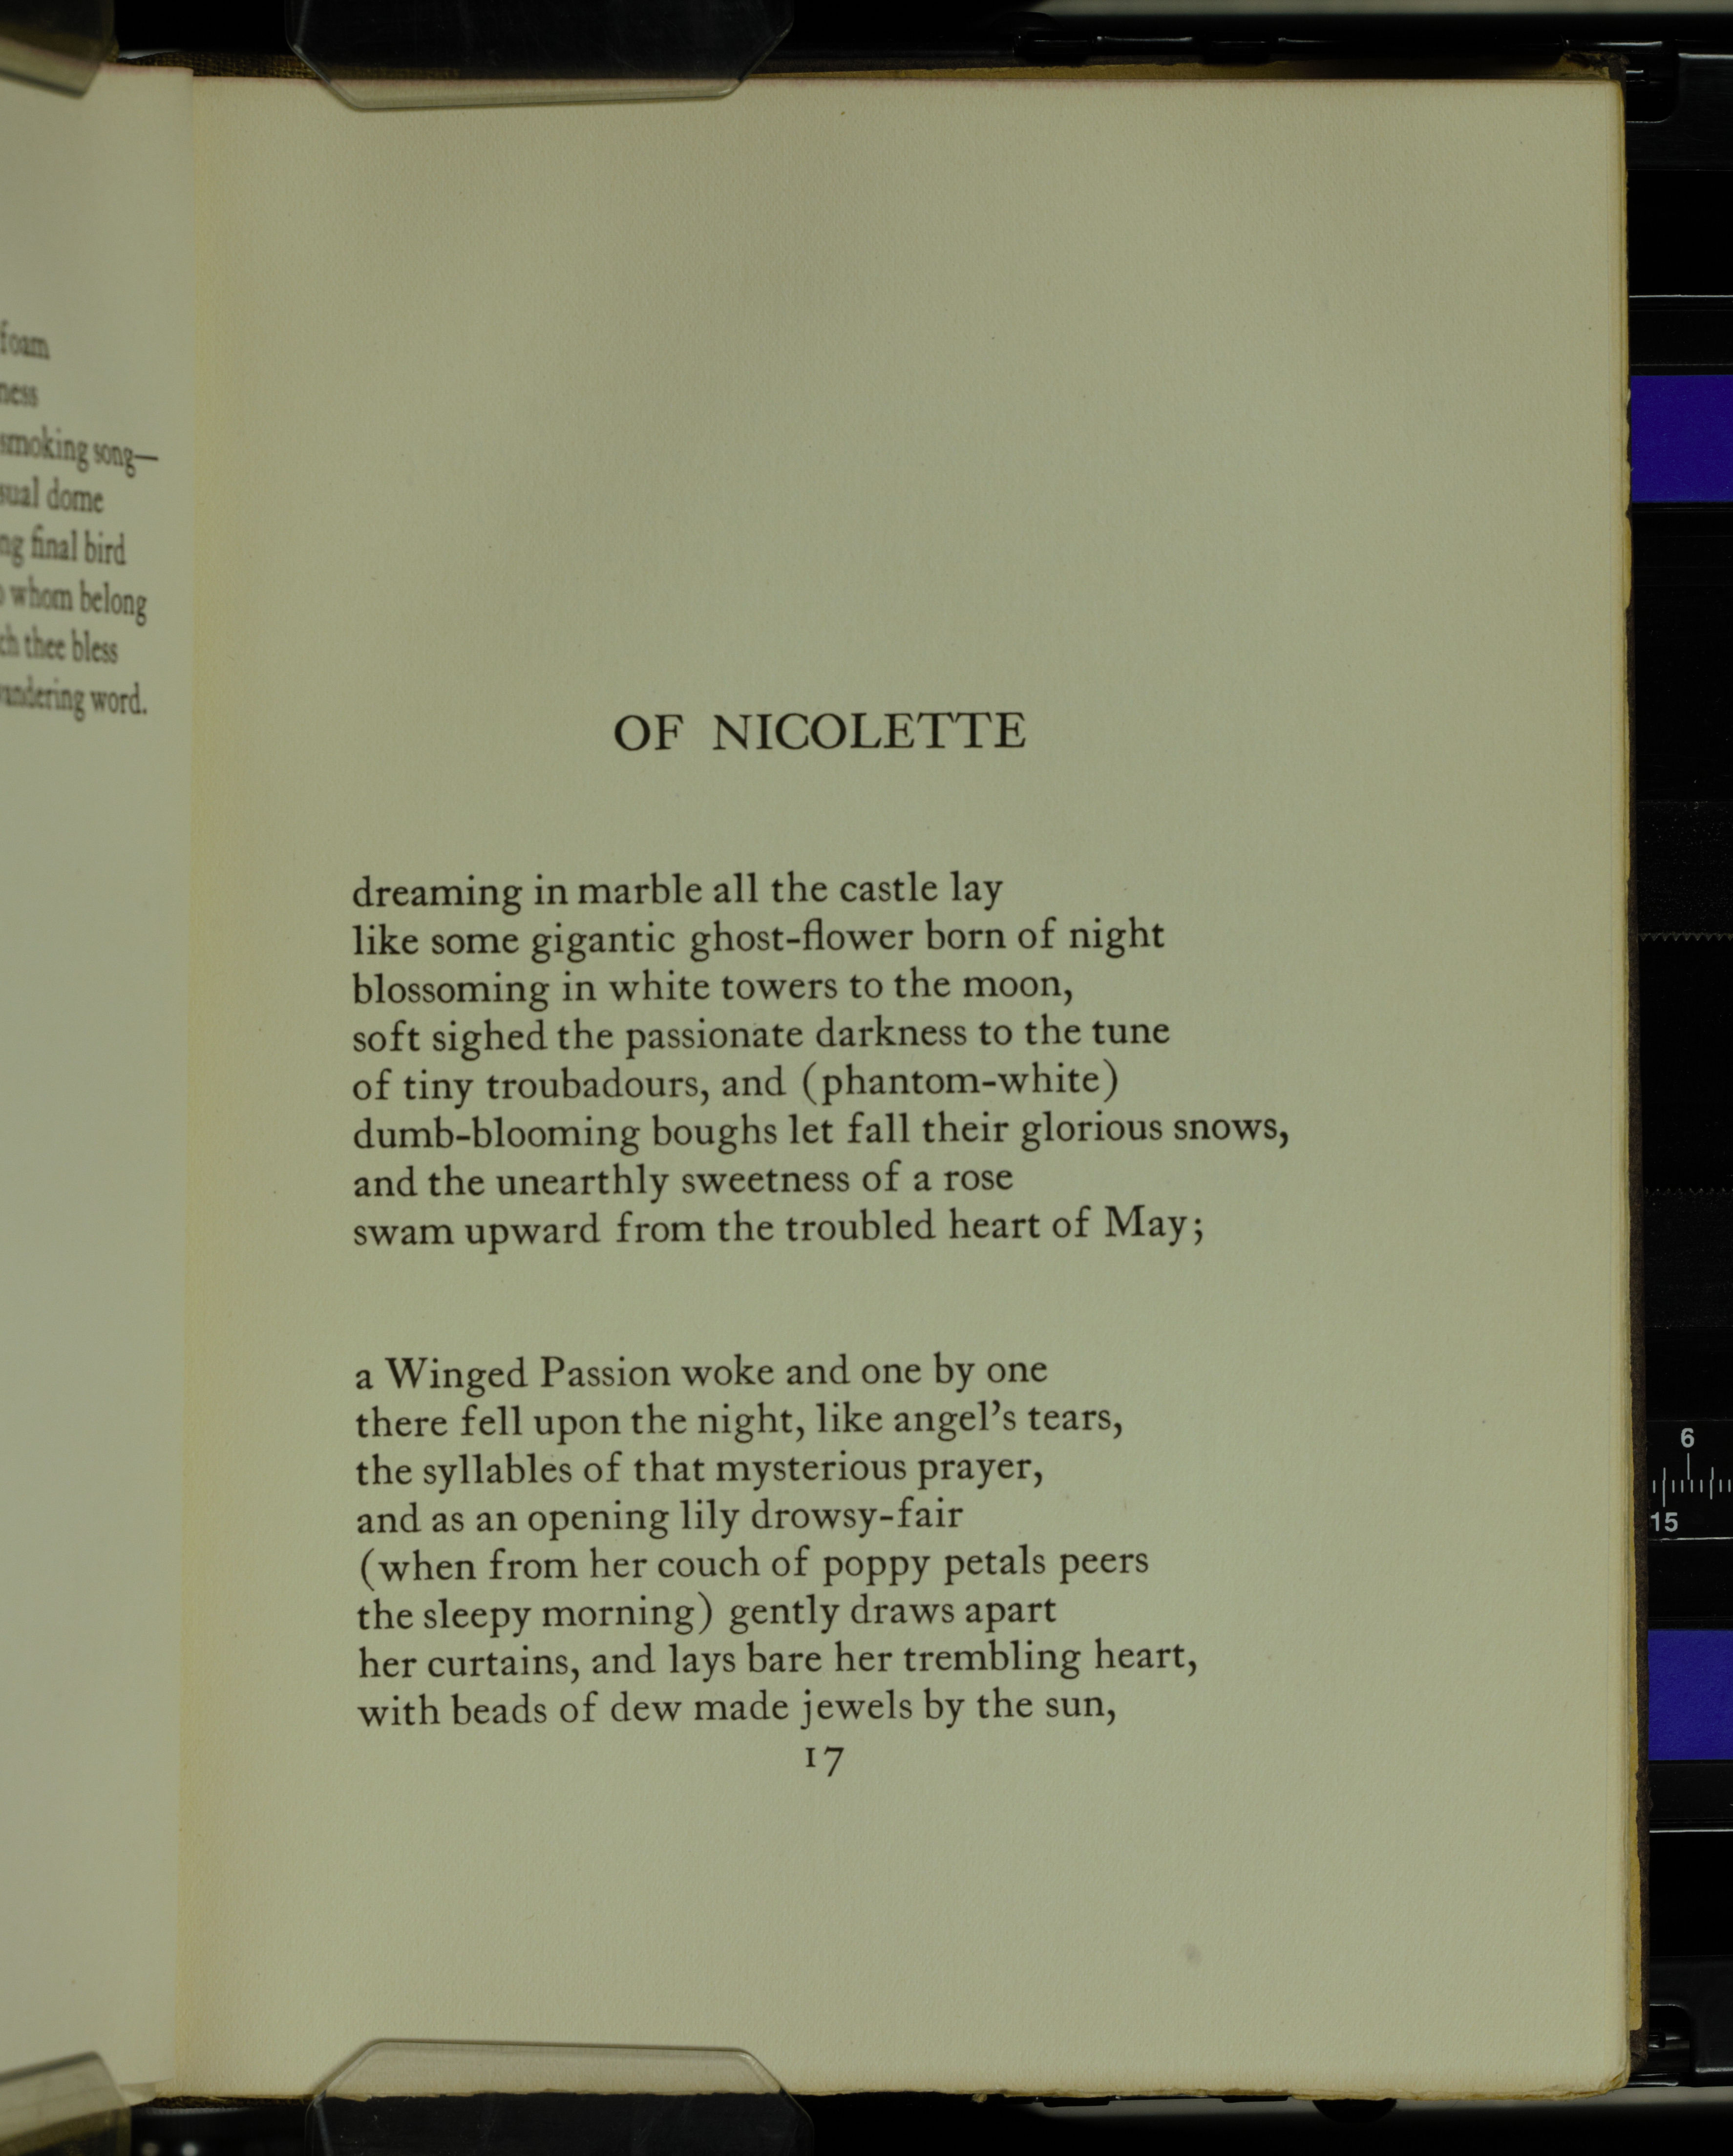 foam
smoking song—
dome
final bird
whom belong
thee bless
word.
OF NICOLETTE
dreaming in marble all the castle lay
like some gigantic ghost-flower born of night
blossoming in white towers to the moon,
soft sighed the passionate darkness to the tune
of tiny troubadours, and (phantom-white)
dumb-blooming boughs let fall their glorious snows,
and the unearthly sweetness of a rose
swam upward from the troubled heart of May;
a Winged Passion woke and one by one
there fell upon the night, like angel's tears,
the syllables of that mysterious prayer,
and as an opening lily drowsy-fair
(when from her couch of poppy petals peers
the sleepy morning) gently draws apart
her curtains, and lays bare her trembling heart,
with beads of dew made jewels by the sun,
17
6
15